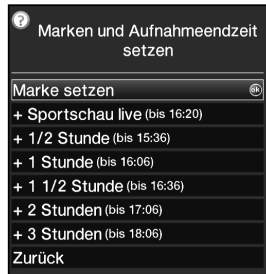 ?
Marken und Aufnahmeendzeit
setzen
Marke setzen ok
+ Sportschau live (bis 16:20)
+ 1/2 Stunde (bis 15:36)
+ 1 Stunde (bis 16:06)
+ 1 1/2 Stunde (bis 16:36)
+ 2 Stunden (bis 17:06)
+ 3 Stunden (bis 18:06)
Zurück